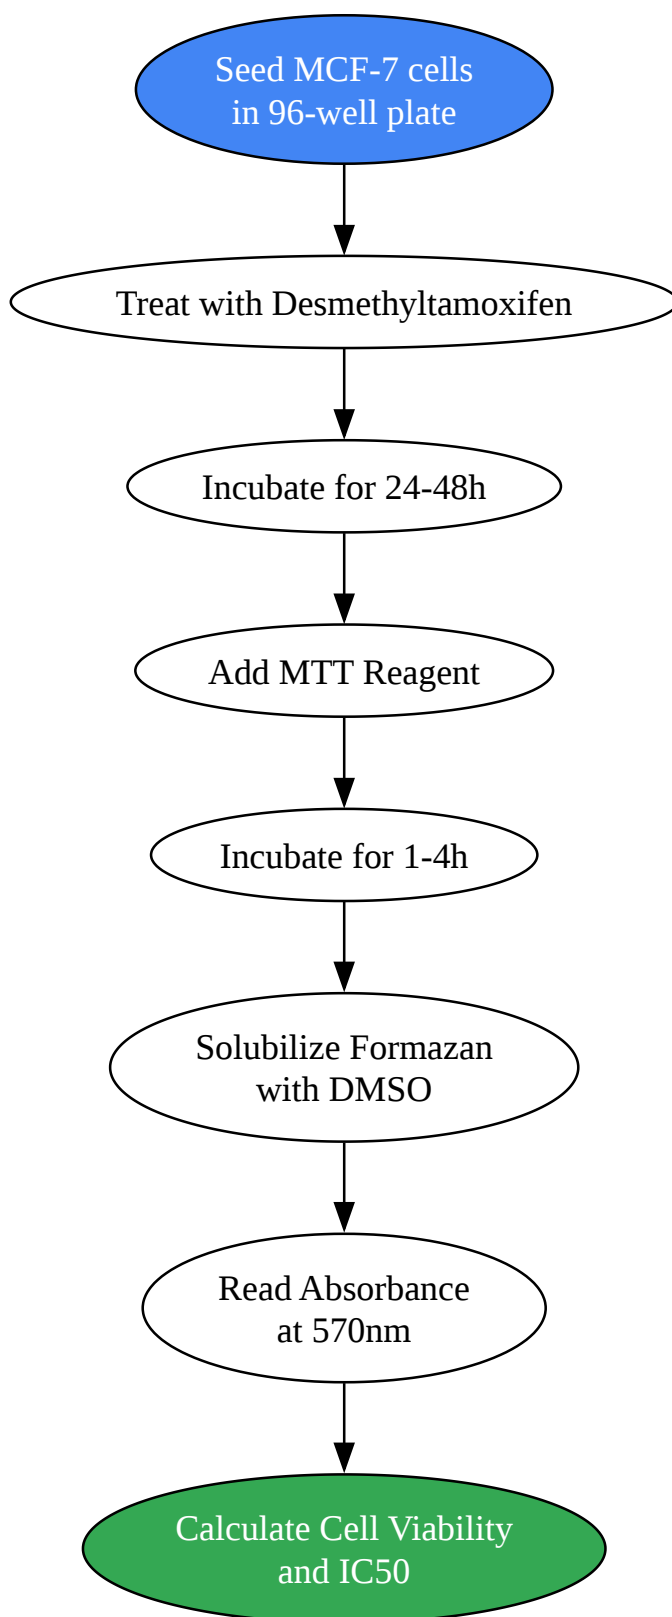 Seed MCF-7 cells
in 96-well plate
Treat with Desmethyltamoxifen
Incubate for 24-48h
Add MTT Reagent
Incubate for 1-4h
Solubilize Formazan
with DMSO
Read Absorbance
at 570nm
Calculate Cell Viability
and IC50